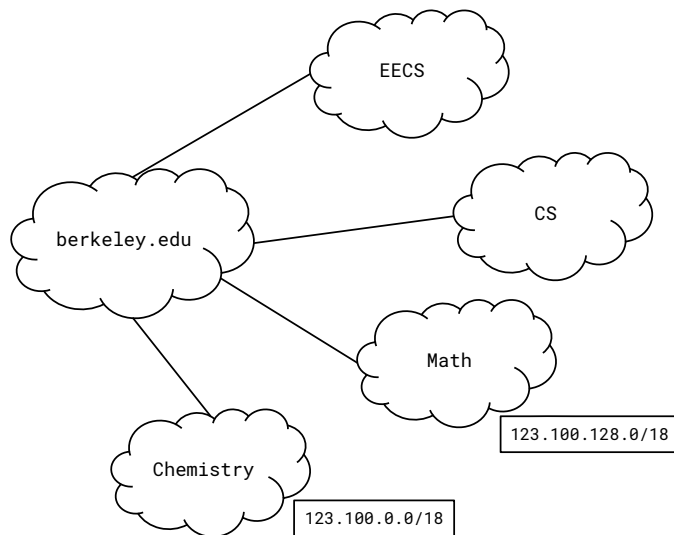 EECS
CS
berkeley.edu
Math
123.100.128.0/18
Chemistry
123.100.0.0/18